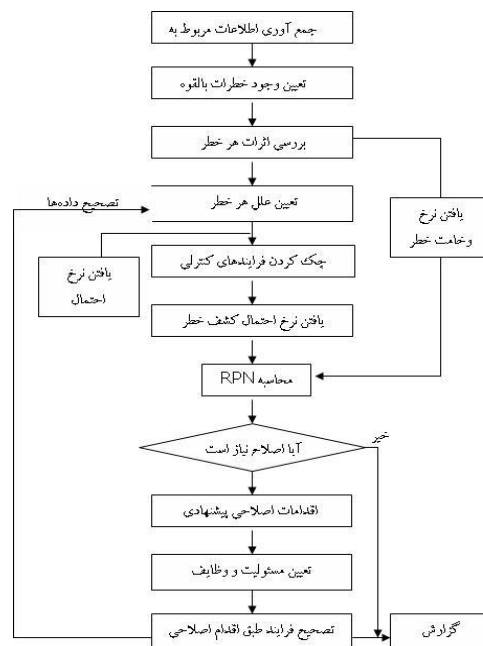 جمع آوری اطلاعات مربوط به
تعیین وجود خطرات بالقوه
بررسی اثرات هر خطر
تعیین علل هر خطر
تصحیح داده‌ها
یافتن نرخ
وخامت خطر
یافتن نرخ
احتمال
چک کردن فرایندهای کنترلی
یافتن نرخ احتمال کشف خطر
محاسبه RPN
آیا اصلاح نیاز است
خیر
اقدامات اصلاحی پیشنهادی
تعیین مسئولیت و وظایف
تصحیح فرایند طبق اقدام اصلاحی
گزارش